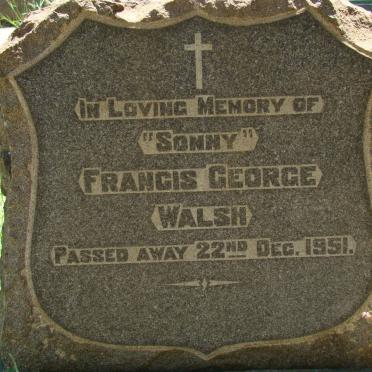 In Loving Memory of
"Sonny"
Francis George
Walsh
Passed away 22nd Dec. 1951.